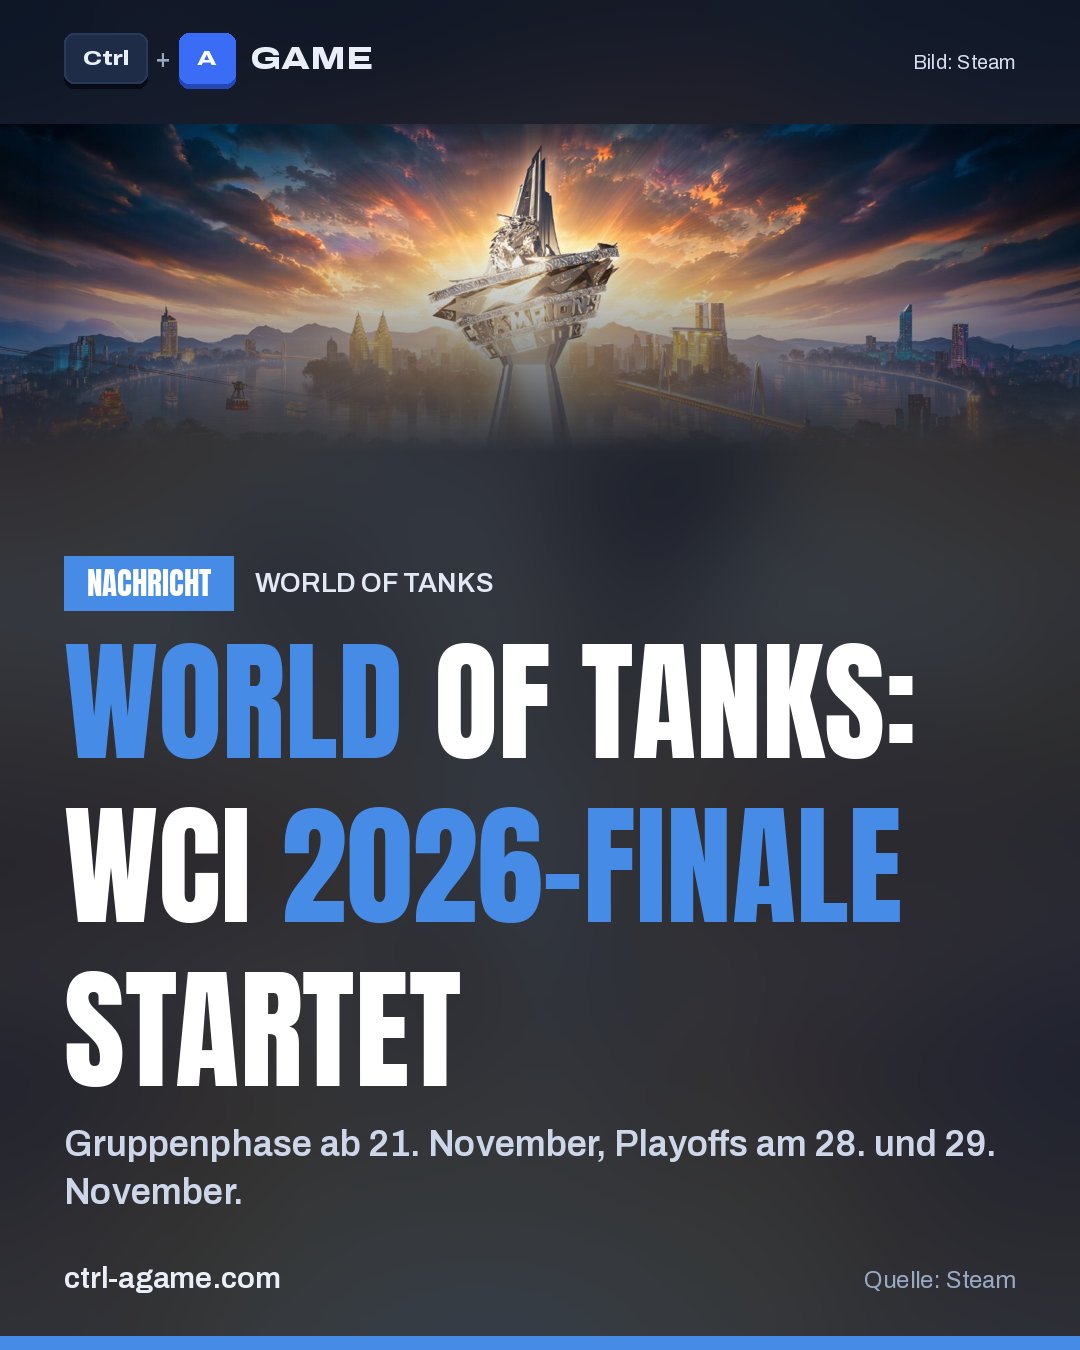 Ctrl + A GAME
Bild: Steam
CHAMPIONS
NACHRICHT WORLD OF TANKS
WORLD OF TANKS:
WCI 2026-FINALE
STARTET
Gruppenphase ab 21. November, Playoffs am 28. und 29.
November.
ctrl-agame.com
Quelle: Steam